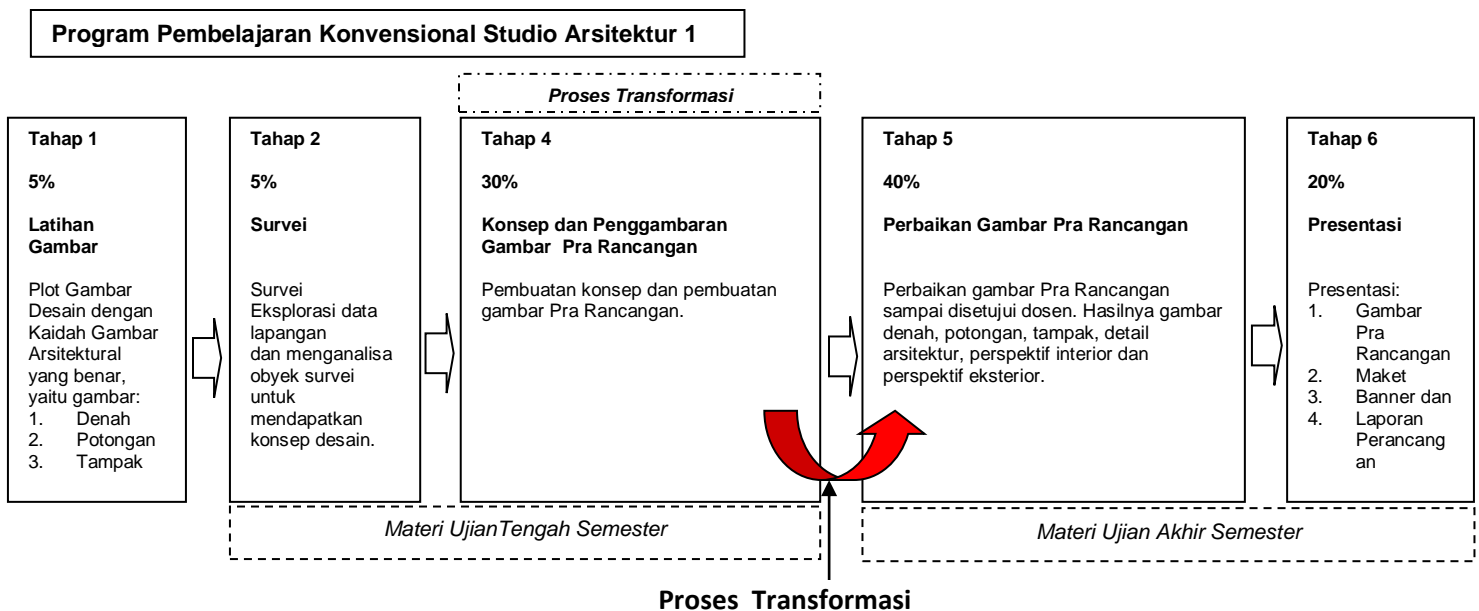 Program Pembelajaran Konvensional Studio Arsitektur 1
Proses Transformasi
Tahap 1
5%
Latihan
Gambar
Plot Gambar
Desain dengan
Kaidah Gambar
Arsitektural
yang benar,
yaitu gambar:
1. Denah
2. Potongan
3. Tampak
Tahap 2
5%
Survei
Survei
Eksplorasi data
lapangan
dan menganalisa
obyek survei
untuk
mendapatkan
konsep desain.
Tahap 4
30%
Konsep dan Penggambaran
Gambar Pra Rancangan
Pembuatan konsep dan pembuatan
gambar Pra Rancangan.
Tahap 5
40%
Perbaikan Gambar Pra Rancangan
Perbaikan gambar Pra Rancangan
sampai disetujui dosen. Hasilnya gambar
denah, potongan, tampak, detail
arsitektur, perspektif interior dan
perspektif eksterior.
Tahap 6
20%
Presentasi
Presentasi:
1. Gambar
Pra
Rancangan
2. Maket
3. Banner dan
4. Laporan
Perancang
an
Materi UjianTengah Semester
Materi Ujian Akhir Semester
Proses Transformasi